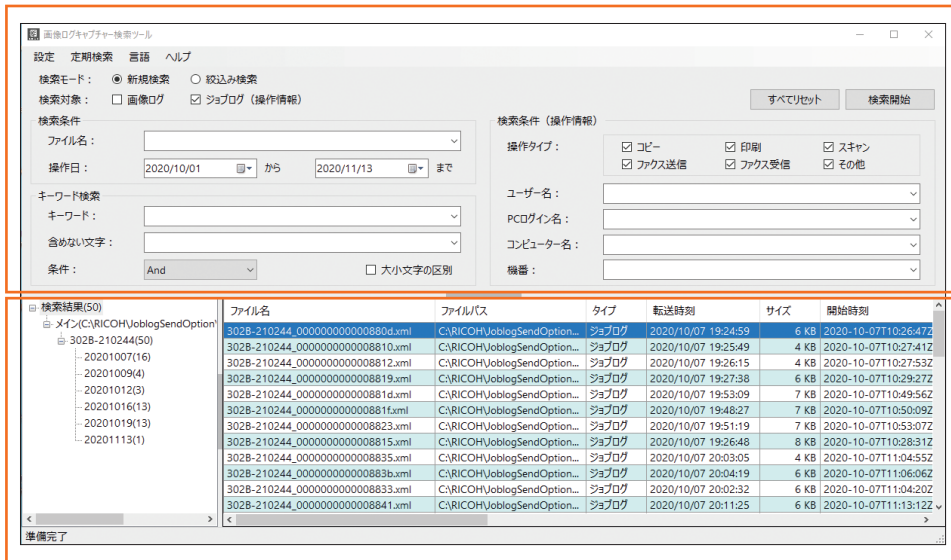 画像ログキャプチャー検索ツール
設定 定期検索 言語 ヘルプ
検索モード： 新規検索 絞込み検索
検索対象： 画像ログ ジョブログ（操作情報） すべてリセット 検索開始
検索条件
ファイル名：
操作日： 2020/10/01 から 2020/11/13 まで
キーワード検索
キーワード：
含めない文字：
条件： And 大小文字の区別
検索条件（操作情報）
操作タイプ： コピー 印刷 スキャン
ファクス送信 ファクス受信 その他
ユーザー名：
PCログイン名：
コンピューター名：
機番：
検索結果(50)
メイン(C:\RICOH\JoblogSendOption\
302B-210244(50)
20201007(16)
20201009(4)
20201012(3)
20201016(13)
20201019(13)
20201113(1)
ファイル名 ファイルパス タイプ 転送時刻 サイズ 開始時刻
302B-210244_000000000000880d.xml C:\RICOH\JoblogSendOption... ジョブログ 2020/10/07 19:24:59 6 KB 2020-10-07T10:26:47Z
302B-210244_0000000000008810.xml C:\RICOH\JoblogSendOption... ジョブログ 2020/10/07 19:25:49 4 KB 2020-10-07T10:27:41Z
302B-210244_0000000000008812.xml C:\RICOH\JoblogSendOption... ジョブログ 2020/10/07 19:26:15 4 KB 2020-10-07T10:27:53Z
302B-210244_0000000000008819.xml C:\RICOH\JoblogSendOption... ジョブログ 2020/10/07 19:27:38 6 KB 2020-10-07T10:29:27Z
302B-210244_000000000000881d.xml C:\RICOH\JoblogSendOption... ジョブログ 2020/10/07 19:53:09 7 KB 2020-10-07T10:49:56Z
302B-210244_000000000000881f.xml C:\RICOH\JoblogSendOption... ジョブログ 2020/10/07 19:48:27 7 KB 2020-10-07T10:50:09Z
302B-210244_0000000000008823.xml C:\RICOH\JoblogSendOption... ジョブログ 2020/10/07 19:51:19 7 KB 2020-10-07T10:53:07Z
302B-210244_0000000000008815.xml C:\RICOH\JoblogSendOption... ジョブログ 2020/10/07 19:26:48 8 KB 2020-10-07T10:28:31Z
302B-210244_0000000000008835.xml C:\RICOH\JoblogSendOption... ジョブログ 2020/10/07 20:03:05 4 KB 2020-10-07T11:04:55Z
302B-210244_000000000000883b.xml C:\RICOH\JoblogSendOption... ジョブログ 2020/10/07 20:04:19 6 KB 2020-10-07T11:06:06Z
302B-210244_0000000000008833.xml C:\RICOH\JoblogSendOption... ジョブログ 2020/10/07 20:02:32 6 KB 2020-10-07T11:04:20Z
302B-210244_0000000000008841.xml C:\RICOH\JoblogSendOption... ジョブログ 2020/10/07 20:11:25 6 KB 2020-10-07T11:13:12Z
準備完了